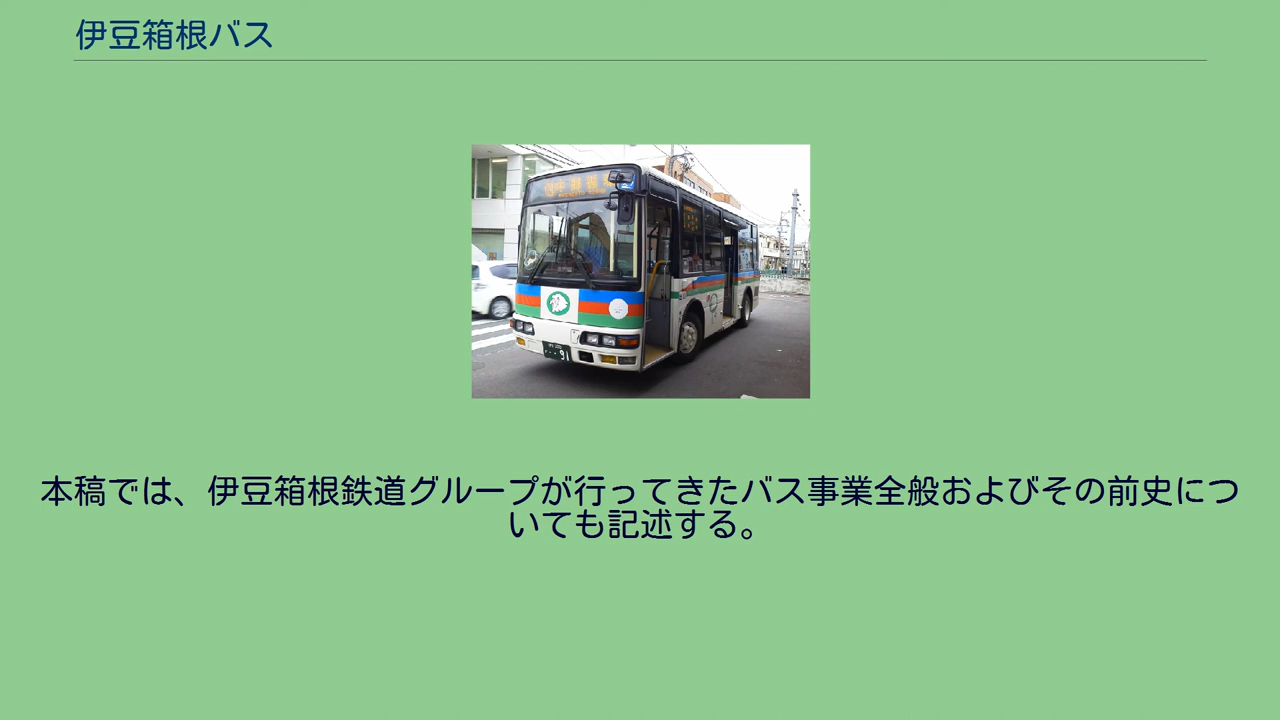 伊豆箱根バス
本稿では、伊豆箱根鉄道グループが行ってきたバス事業全般およびその前史につ
いても記述する。